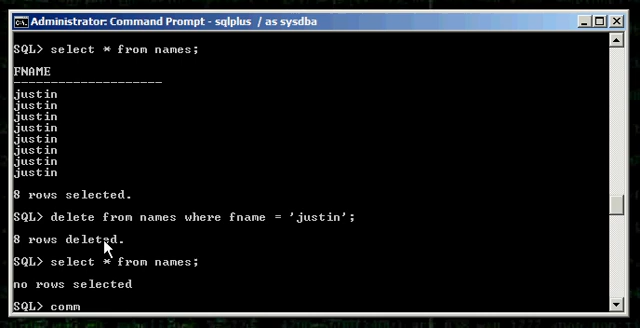 Administrator: Command Prompt - sqlplus / as sysdba
SQL> select * from names;
FNAME
--------------------
justin
justin
justin
justin
justin
justin
justin
justin
8 rows selected.
SQL> delete from names where fname = 'justin';
8 rows deleted.
SQL> select * from names;
no rows selected
SQL> comm